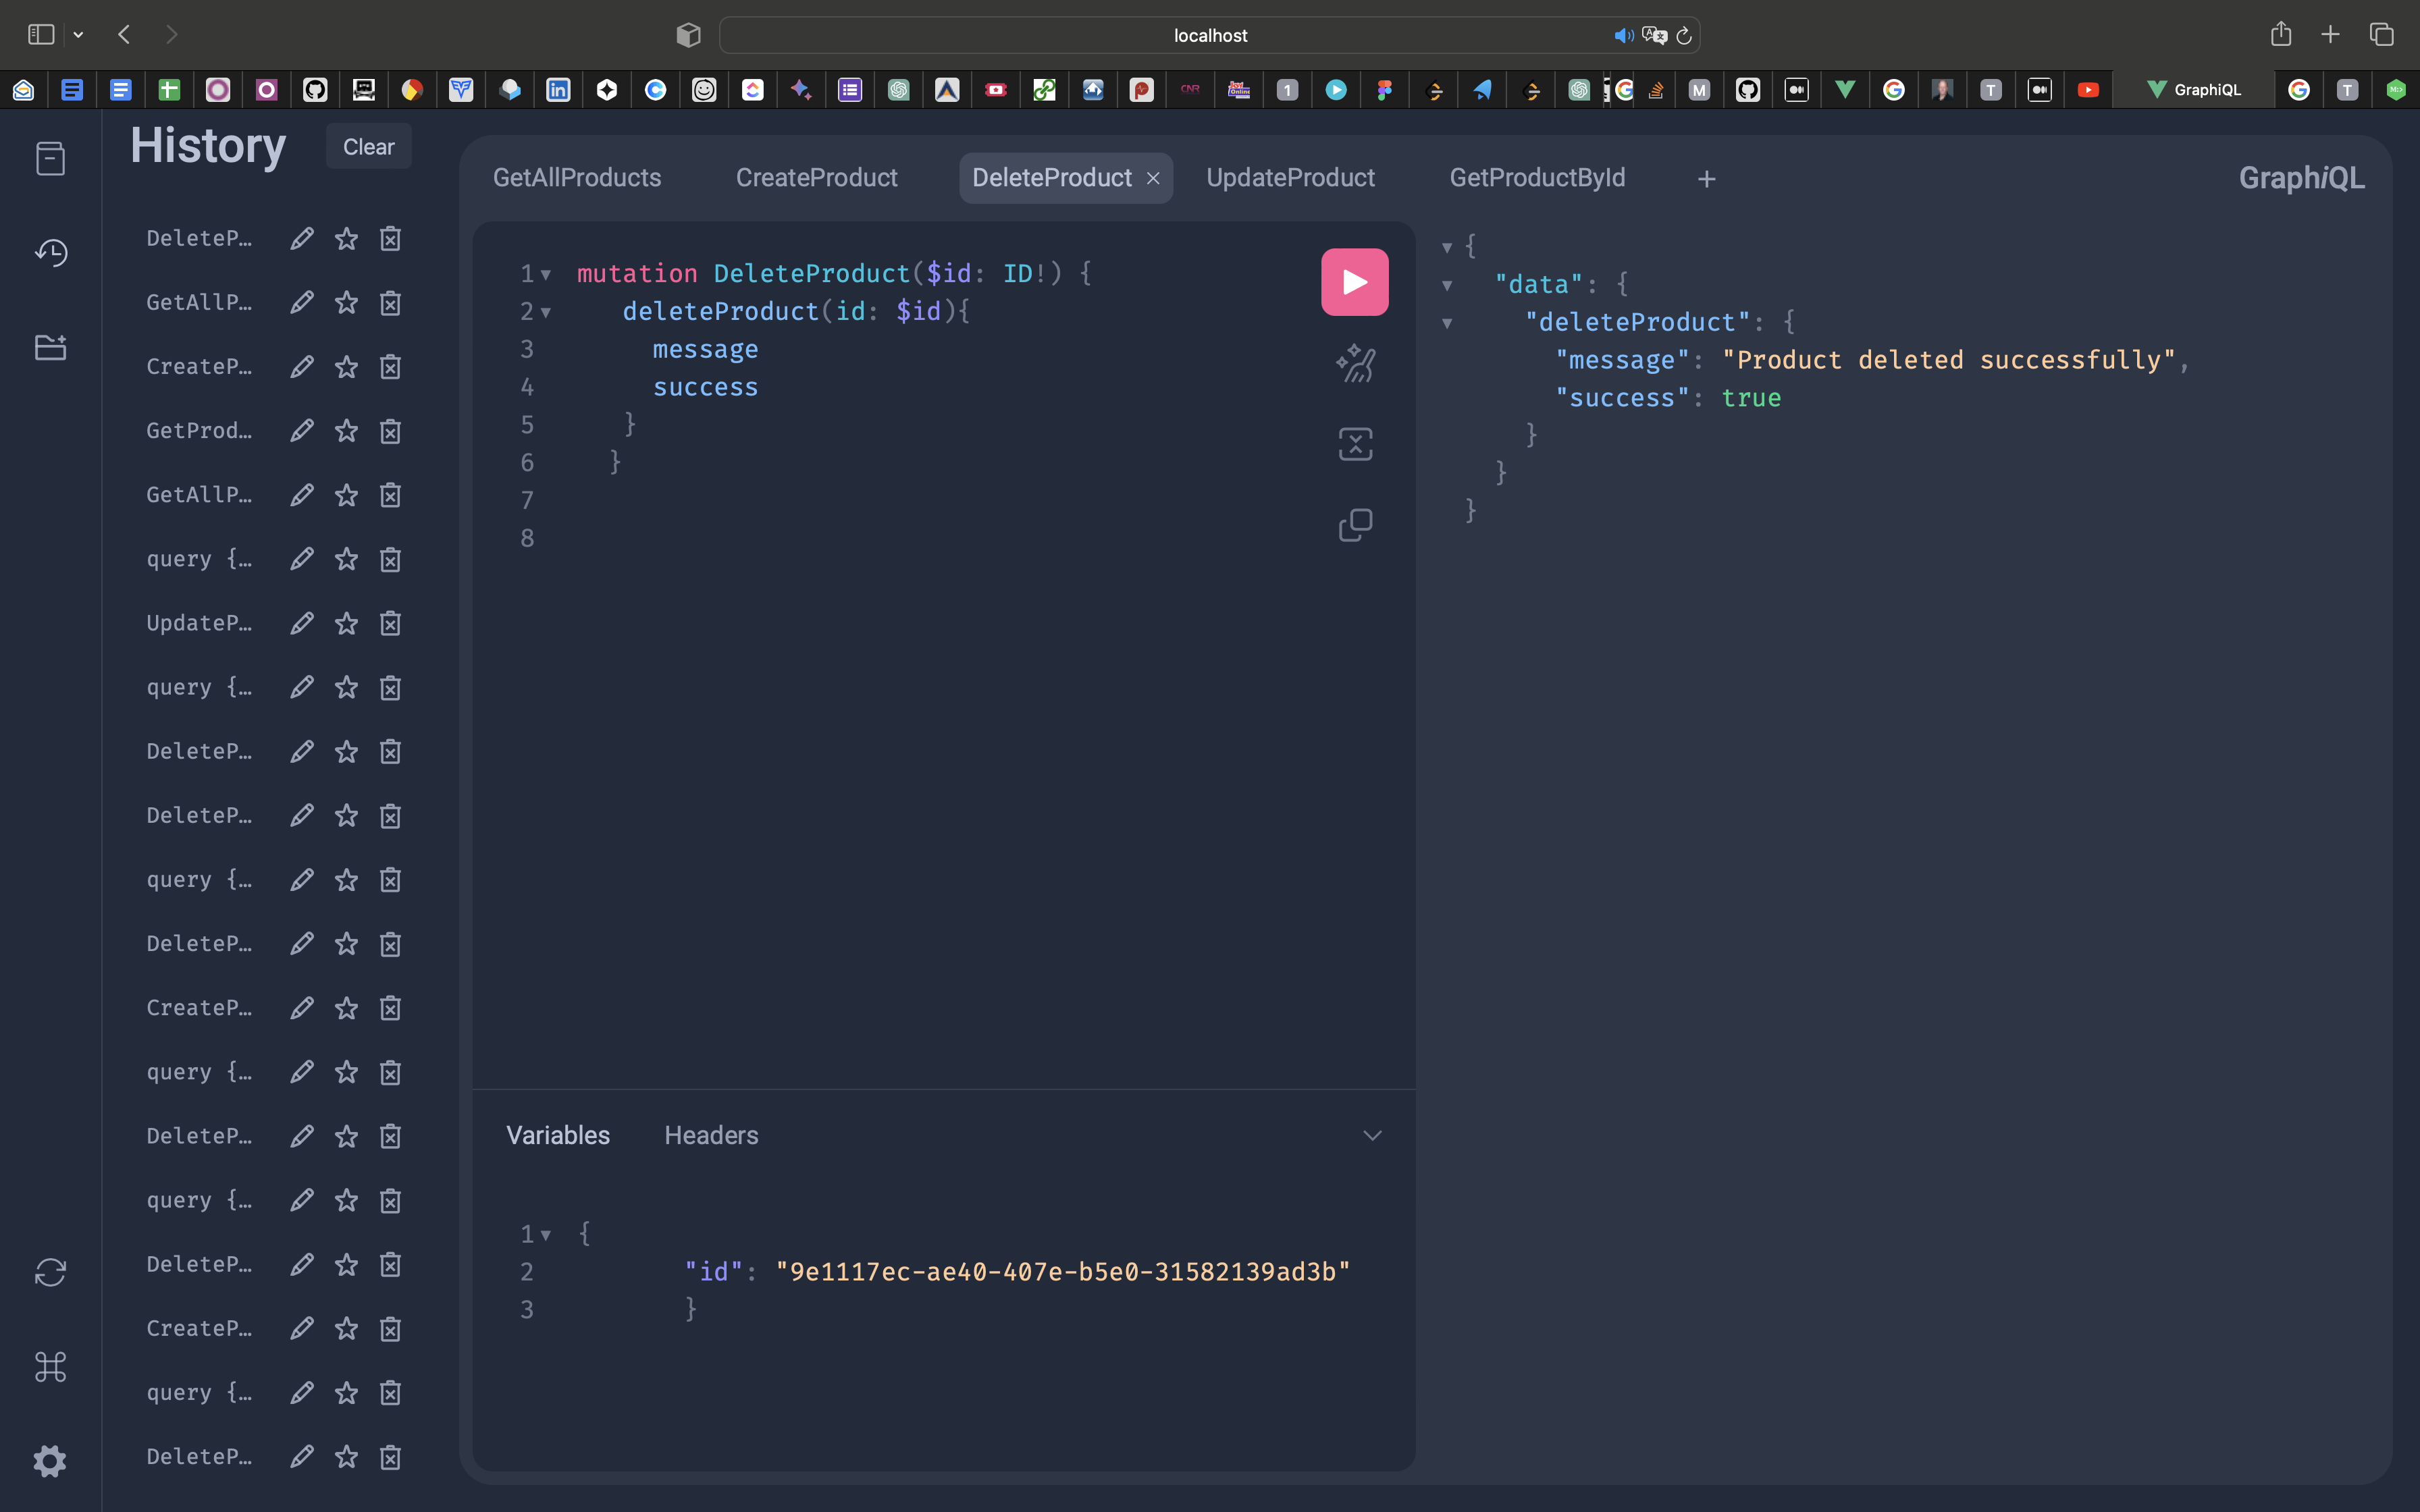 localhost
GraphiQL
History
Clear
DeleteP…
GetAllP…
CreateP…
GetProd…
GetAllP…
query {…
UpdateP…
query {…
DeleteP…
DeleteP…
query {…
DeleteP…
CreateP…
query {…
DeleteP…
query {…
DeleteP…
CreateP…
query {…
DeleteP…
GetAllProducts CreateProduct DeleteProduct UpdateProduct GetProductById
GraphiQL
1 mutation DeleteProduct($id: ID!) {
2 deleteProduct(id: $id){
3 message
4 success
5 }
6 }
7
8
Variables Headers
1 {
2 "id": "9e1117ec-ae40-407e-b5e0-31582139ad3b"
3 }
{
"data": {
"deleteProduct": {
"message": "Product deleted successfully",
"success": true
}
}
}